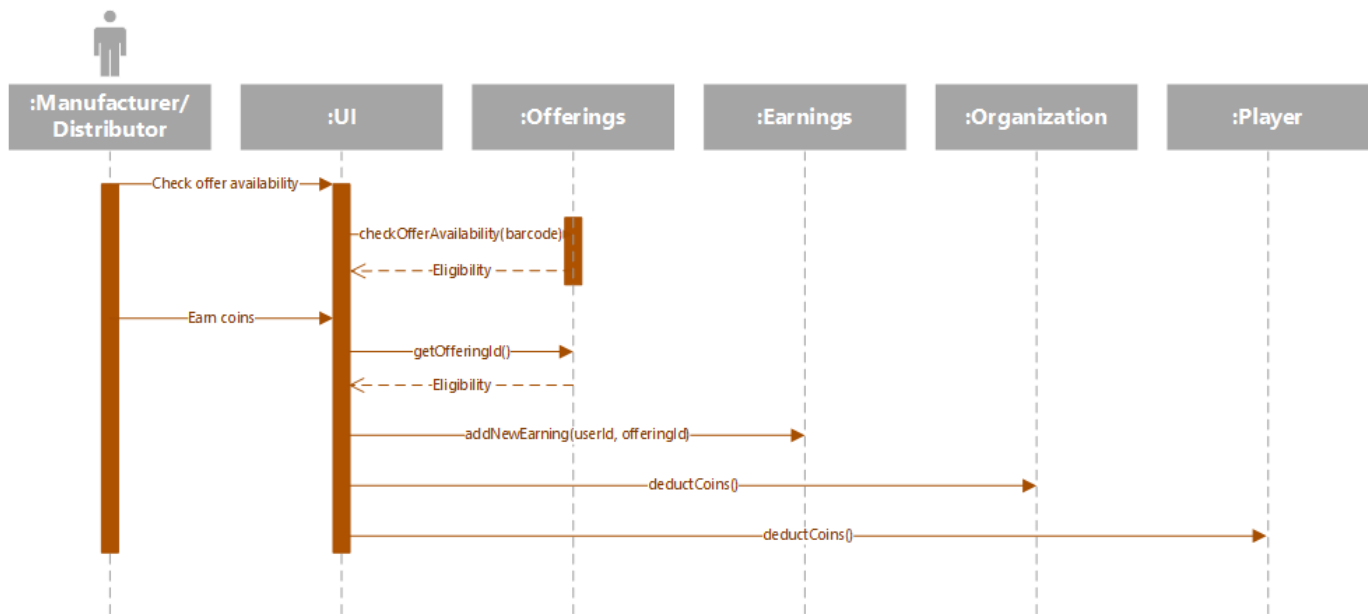 :Manufacturer/
Distributor
:UI
:Offerings
:Earnings
:Organization
:Player
Check offer availability
checkOfferAvailability(barcode)
Eligibility
Earn coins
getOfferingId()
Eligibility
addNewEarning(userId, offeringId)
deductCoins()
deductCoins()